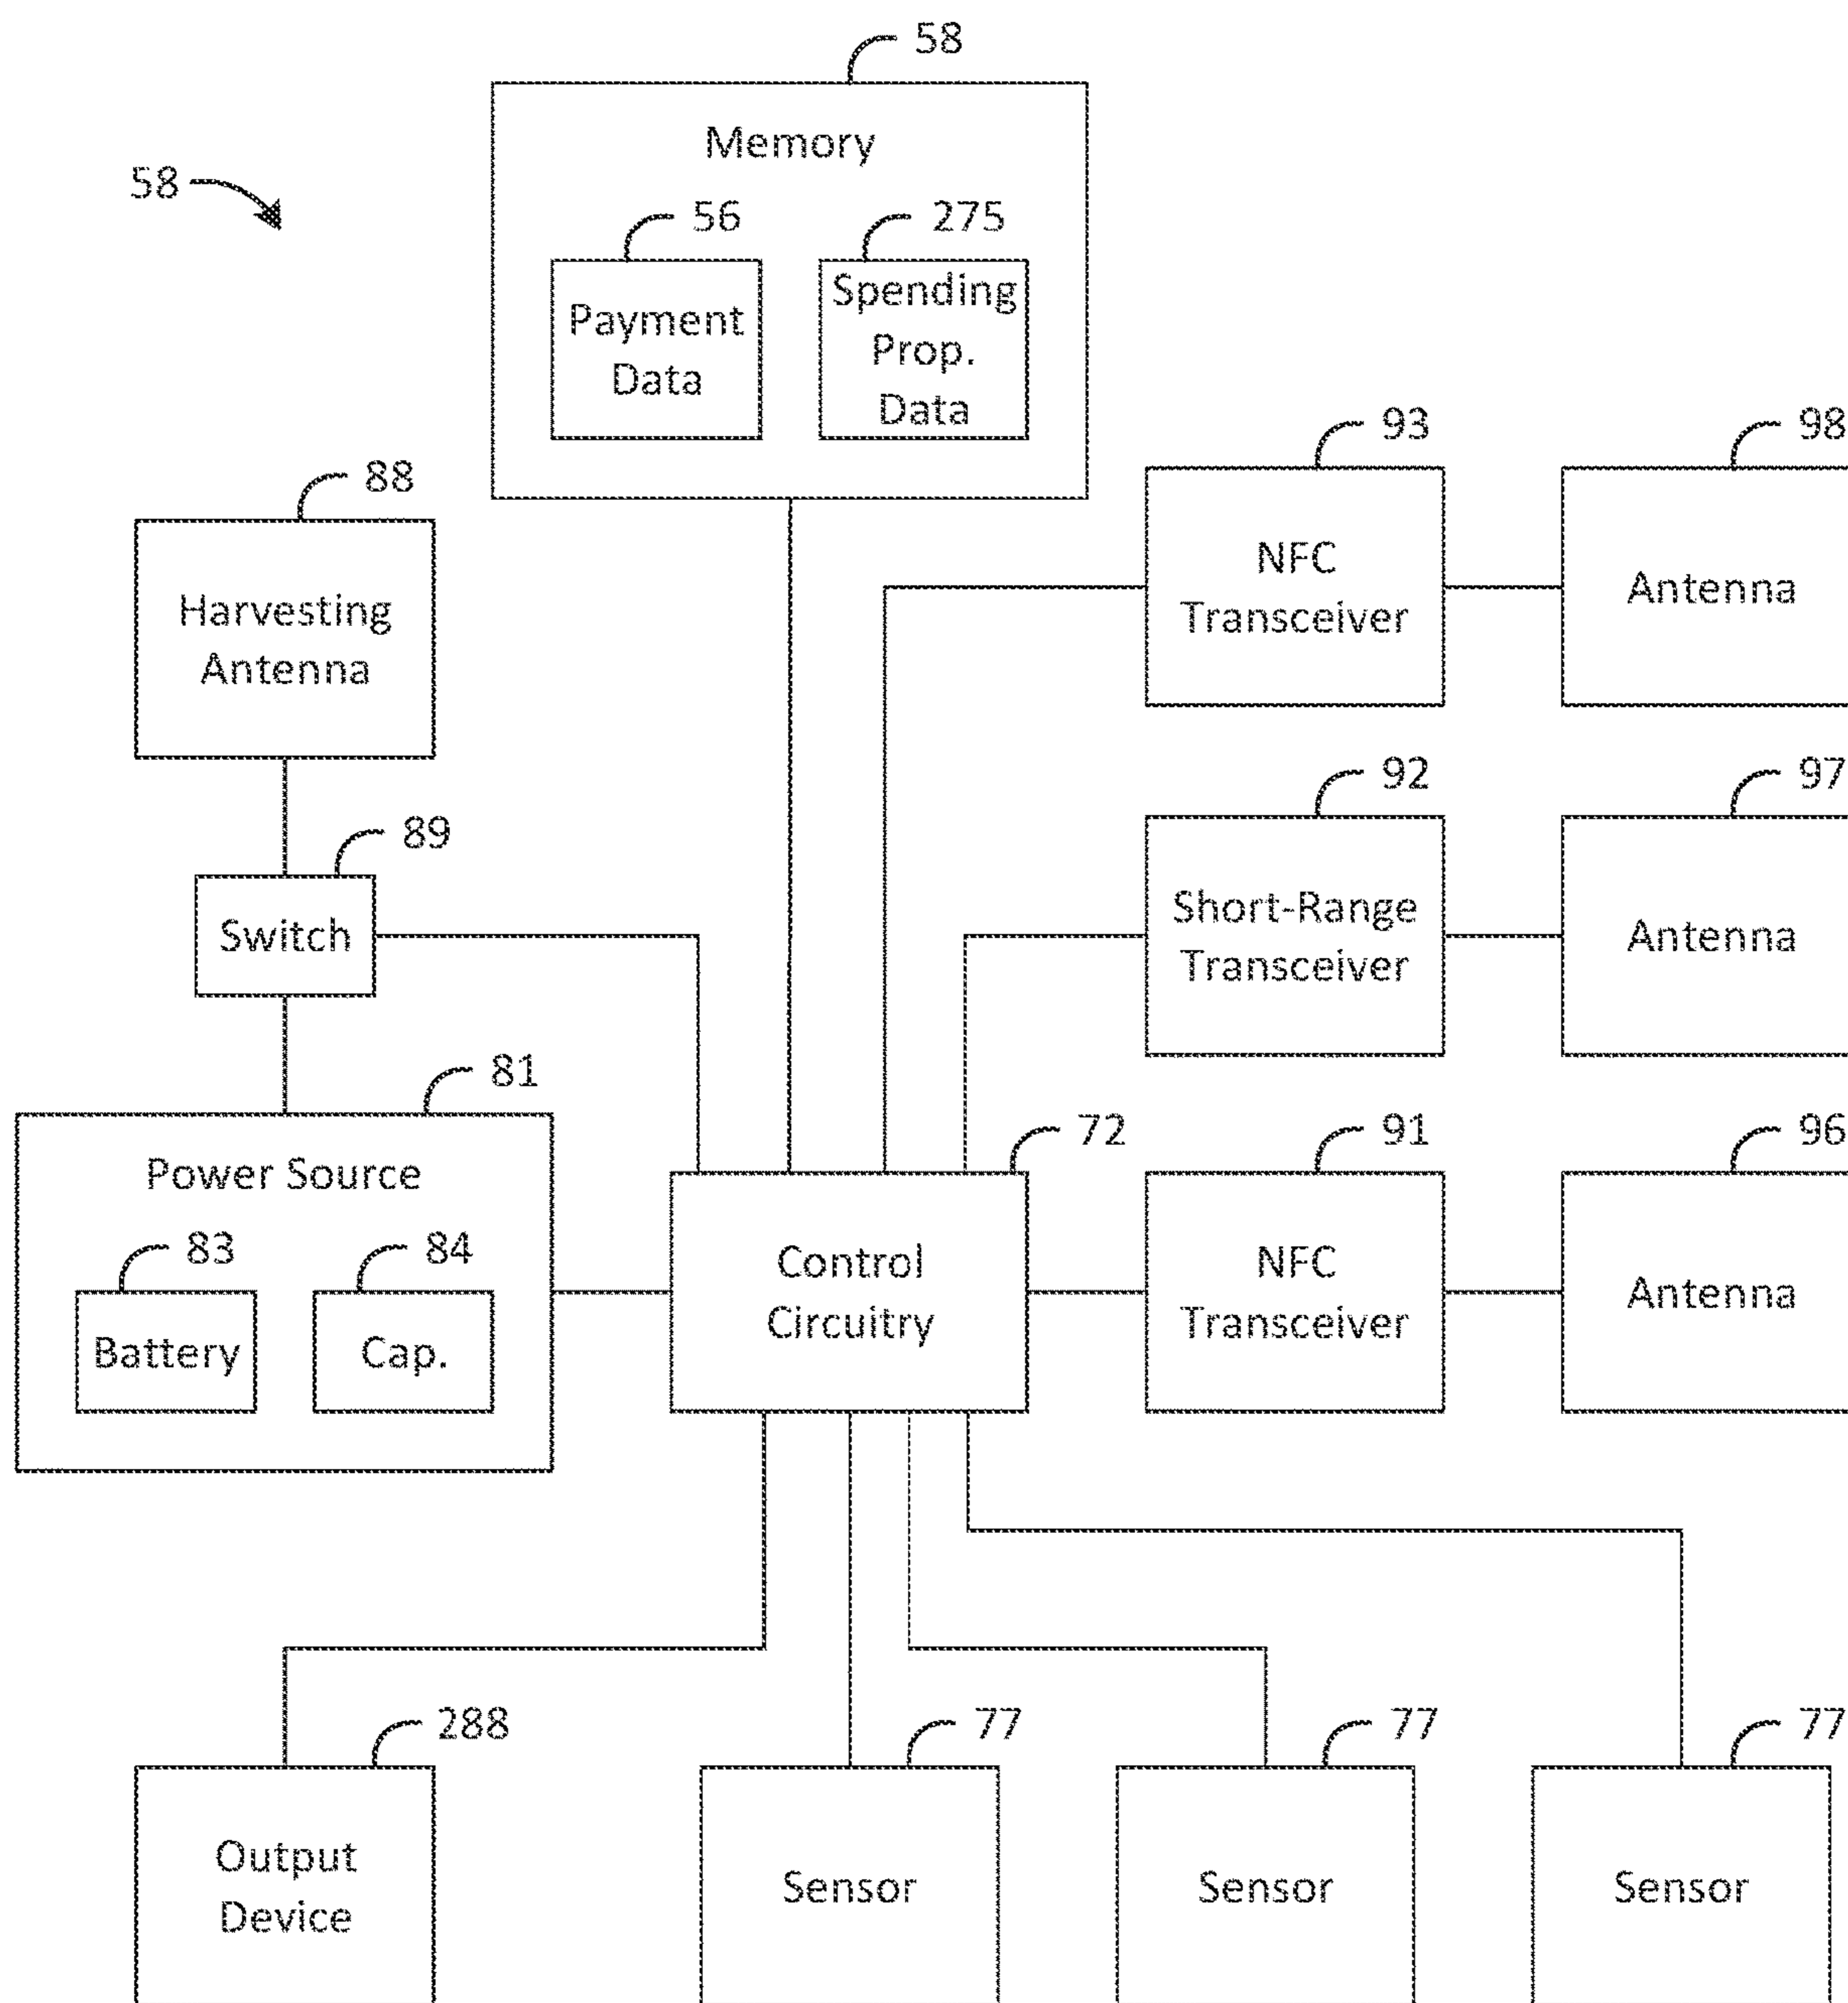 58
Memory
58
56
275
Payment
Data
Spending
Prop.
Data
93
98
88
NFC
Transceiver
Antenna
Harvesting
Antenna
92
97
89
Short-Range
Transceiver
Antenna
Switch
81
72
91
96
Power Source
83
84
Battery
Cap.
Control
Circuitry
NFC
Transceiver
Antenna
288
77
77
77
Output
Device
Sensor
Sensor
Sensor